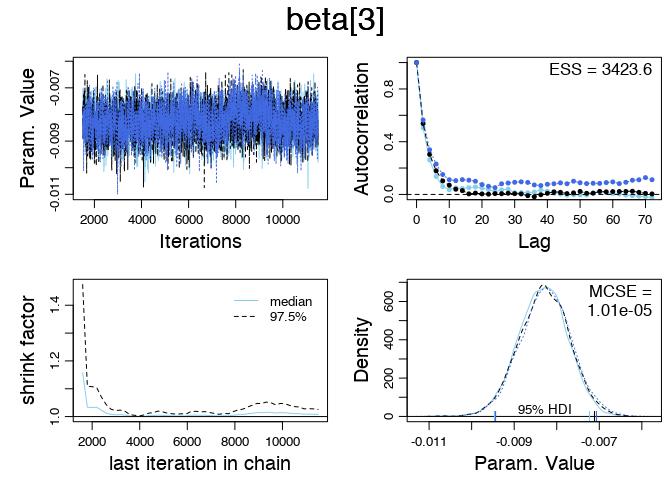 beta[3]
-0.011 -0.009 -0.007
Param. Value
2000 4000 6000 8000 10000
Iterations
0.0 0.4 0.8
Autocorrelation
ESS = 3423.6
0 10 20 30 40 50 60 70
Lag
1.0 1.2 1.4
shrink factor
median
97.5%
2000 4000 6000 8000 10000
last iteration in chain
0 200 400 600
Density
MCSE =
1.01e-05
95% HDI
-0.011 -0.009 -0.007
Param. Value